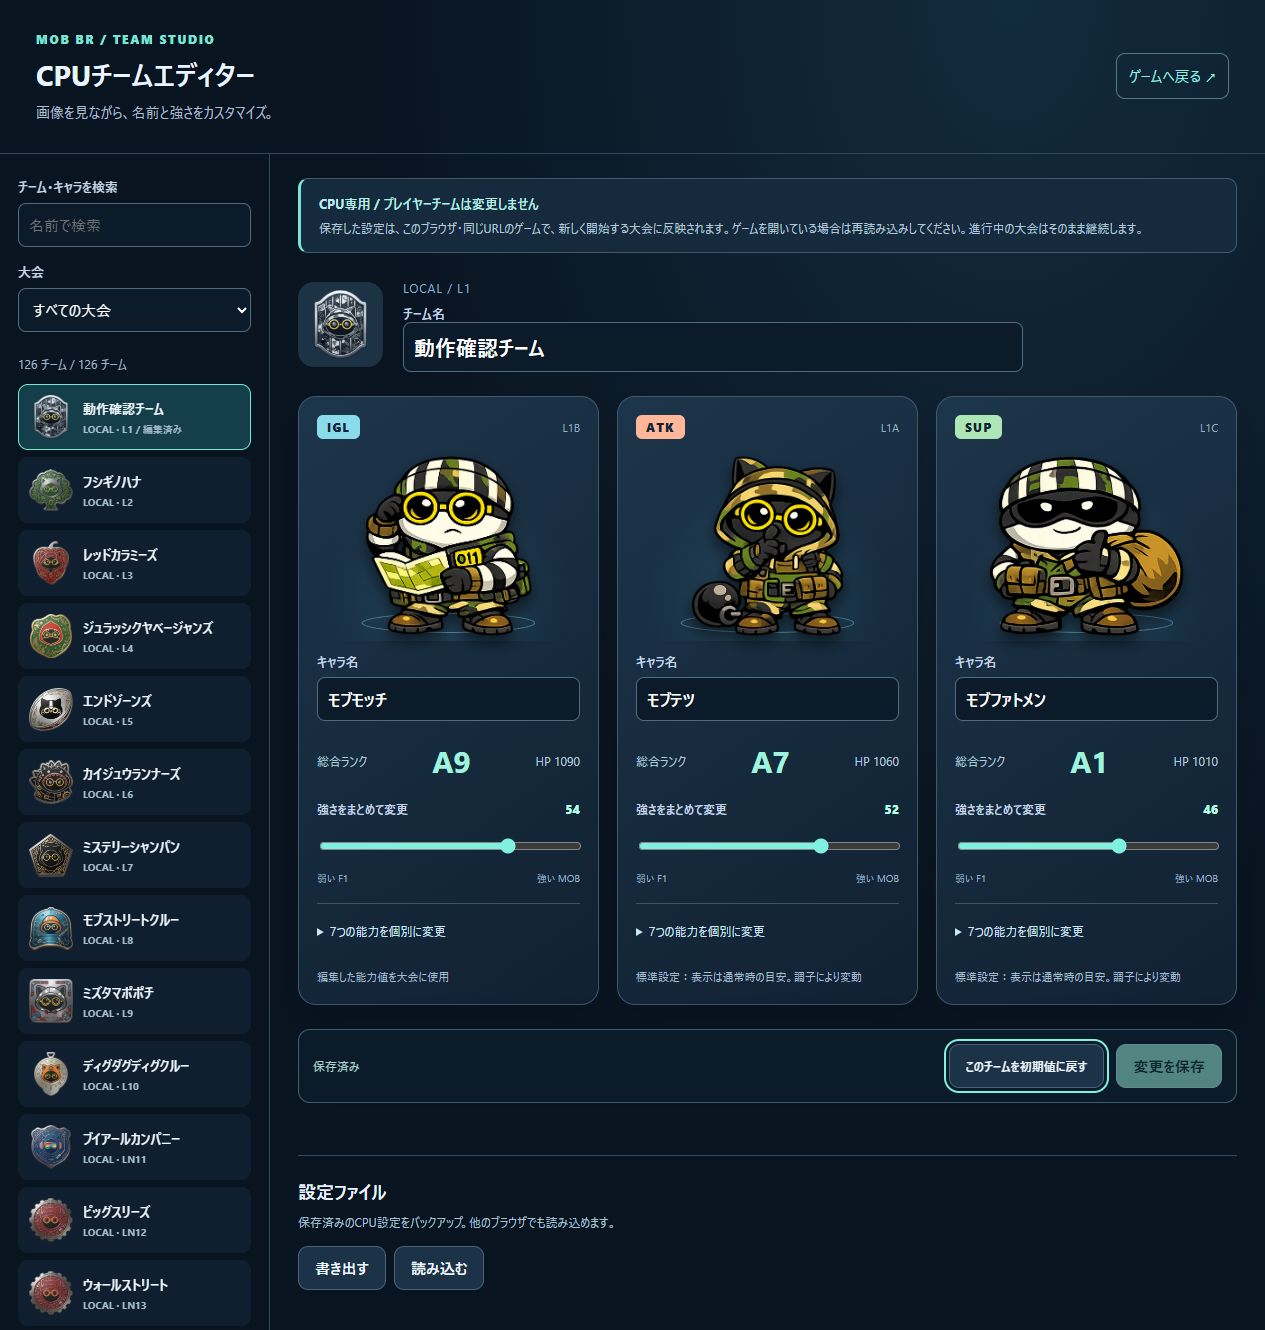 MOB BR / TEAM STUDIO
CPUチームエディター
画像を見ながら、名前と強さをカスタマイズ。
ゲームへ戻る ↗
チーム・キャラを検索
名前で検索
大会
すべての大会
126 チーム / 126 チーム
動作確認チーム
LOCAL · L1 / 編集済み
フシギノハナ
LOCAL · L2
レッドカラミーズ
LOCAL · L3
ジュラッシクヤベージャンズ
LOCAL · L4
エンドゾーンズ
LOCAL · L5
カイジュウランナーズ
LOCAL · L6
ミステリーシャンパン
LOCAL · L7
モブストリートクルー
LOCAL · L8
ミズタマポポチ
LOCAL · L9
ディグダグディグクルー
LOCAL · L10
ブイアールカンパニー
LOCAL · LN11
ビッグスリーズ
LOCAL · LN12
ウォールストリート
LOCAL · LN13
CPU専用 / プレイヤーチームは変更しません
保存した設定は、このブラウザ・同じURLのゲームで、新しく開始する大会に反映されます。ゲームを開いている場合は再読み込みしてください。進行中の大会はそのまま継続します。
LOCAL / L1
チーム名
動作確認チーム
IGL
L1B
011
キャラ名
モブモッチ
総合ランク A9 HP 1090
強さをまとめて変更 54
弱い F1 強い MOB
▶ 7つの能力を個別に変更
編集した能力値を大会に使用
ATK
L1A
キャラ名
モブテツ
総合ランク A7 HP 1060
強さをまとめて変更 52
弱い F1 強い MOB
▶ 7つの能力を個別に変更
標準設定：表示は通常時の目安。調子により変動
SUP
L1C
キャラ名
モブファトメン
総合ランク A1 HP 1010
強さをまとめて変更 46
弱い F1 強い MOB
▶ 7つの能力を個別に変更
標準設定：表示は通常時の目安。調子により変動
保存済み
このチームを初期値に戻す
変更を保存
設定ファイル
保存済みのCPU設定をバックアップ。他のブラウザでも読み込めます。
書き出す
読み込む